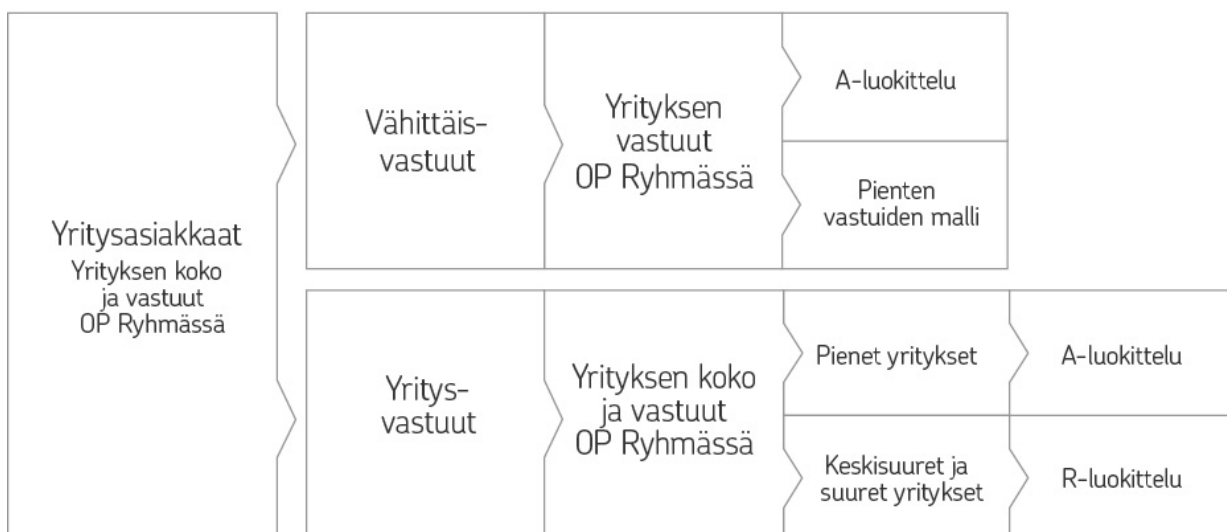 Yritysasiakkaat
Yrityksen koko
ja vastuut
OP Ryhmässä
Vähittäis-
vastuut
Yrityksen
vastuut
OP Ryhmässä
A-luokittelu
Pienten
vastuiden malli
Yritys-
vastuut
Yrityksen koko
ja vastuut
OP Ryhmässä
Pienet yritykset
A-luokittelu
Keskisuuret ja
suuret yritykset
R-luokittelu